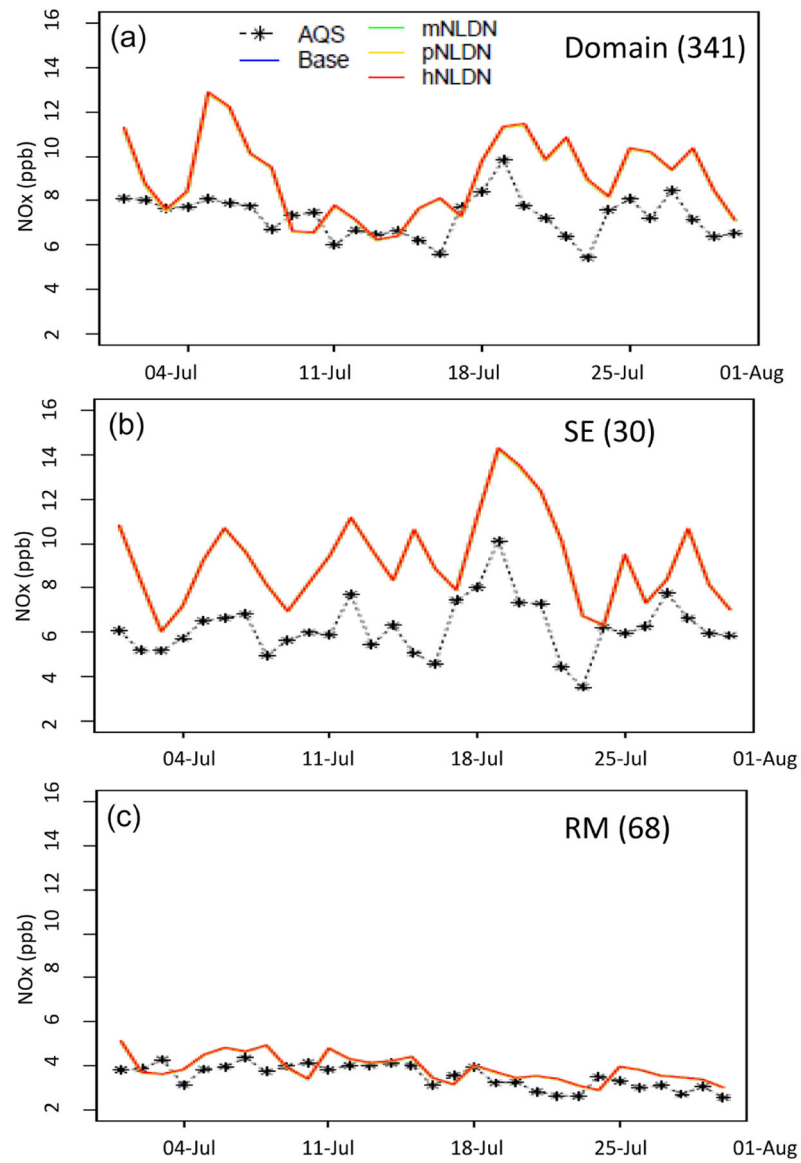 (a)
AQS
Base
mNLDN
pNLDN
hNLDN
Domain (341)
NOx (ppb)
16
14
12
10
8
6
4
2
04-Jul 11-Jul 18-Jul 25-Jul 01-Aug
(b)
SE (30)
NOx (ppb)
16
14
12
10
8
6
4
2
04-Jul 11-Jul 18-Jul 25-Jul 01-Aug
(c)
RM (68)
NOx (ppb)
16
14
12
10
8
6
4
2
04-Jul 11-Jul 18-Jul 25-Jul 01-Aug